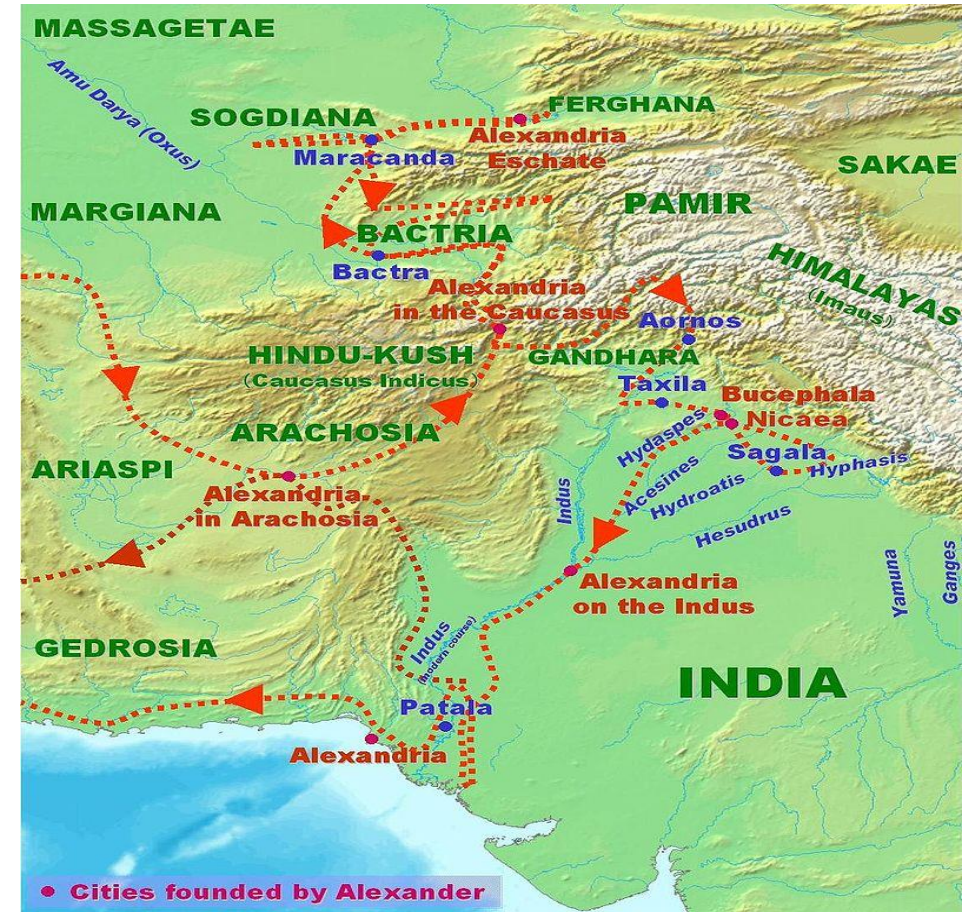 MASSAGETAE
Amu Darya (Oxus)
SOGDIANA
FERGHANA
Maracanda
Alexandria
Eschate
SAKAE
MARGIANA
PAMIR
BACTRIA
Bactra
HIMALAYAS
(Imaus)
Alexandria
in the Caucasus
Aornos
HINDU-KUSH
(Caucasus Indicus)
GANDHARA
Taxila
Bucephala
Nicaea
ARACHOSIA
Hydaspes
Sagala
Hyphasis
ARIASPI
Alexandria
in Arachosia
Indus
Acesines
Hydroatis
Hesudrus
Yamuna
Ganges
Alexandria
on the Indus
GEDROSIA
Indus
(modern course)
INDIA
Patala
Alexandria
Cities founded by Alexander